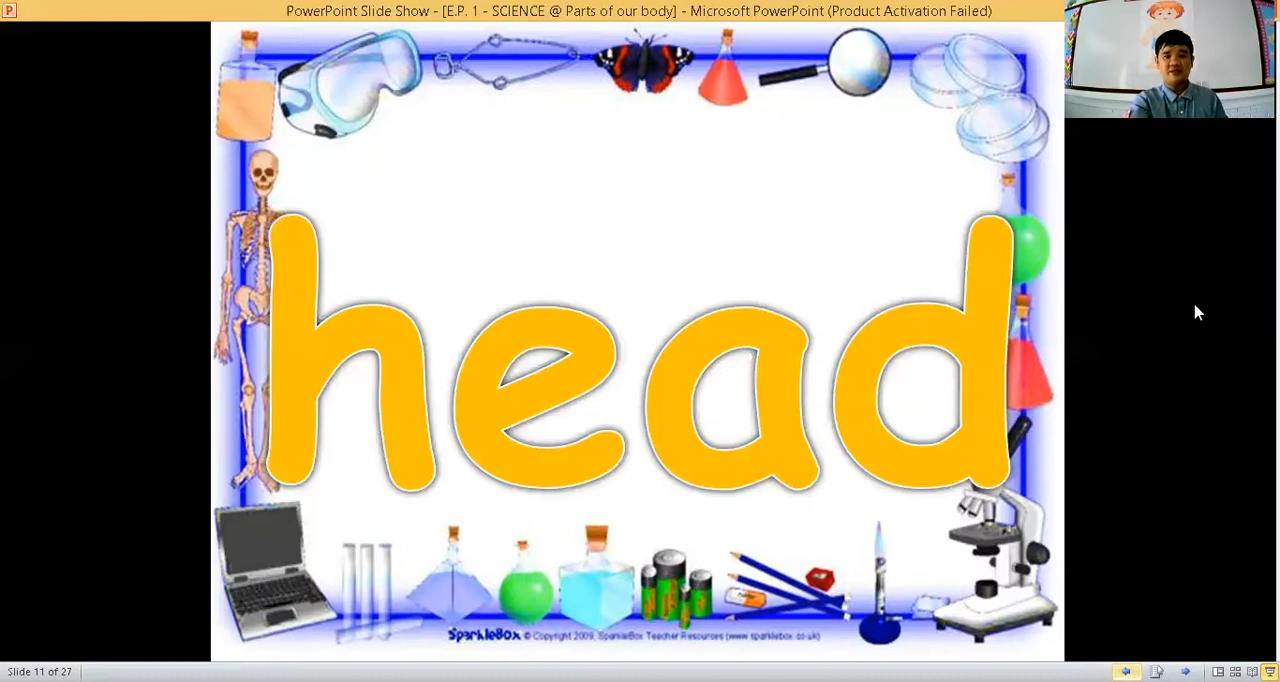 PowerPoint Slide Show - [E.P. 1 - SCIENCE @ Parts of our body] - Microsoft PowerPoint (Product Activation Failed)
head
SparkleBox © Copyright 2009, SparkleBox Teacher Resources (www.sparklebox.co.uk)
Slide 11 of 27